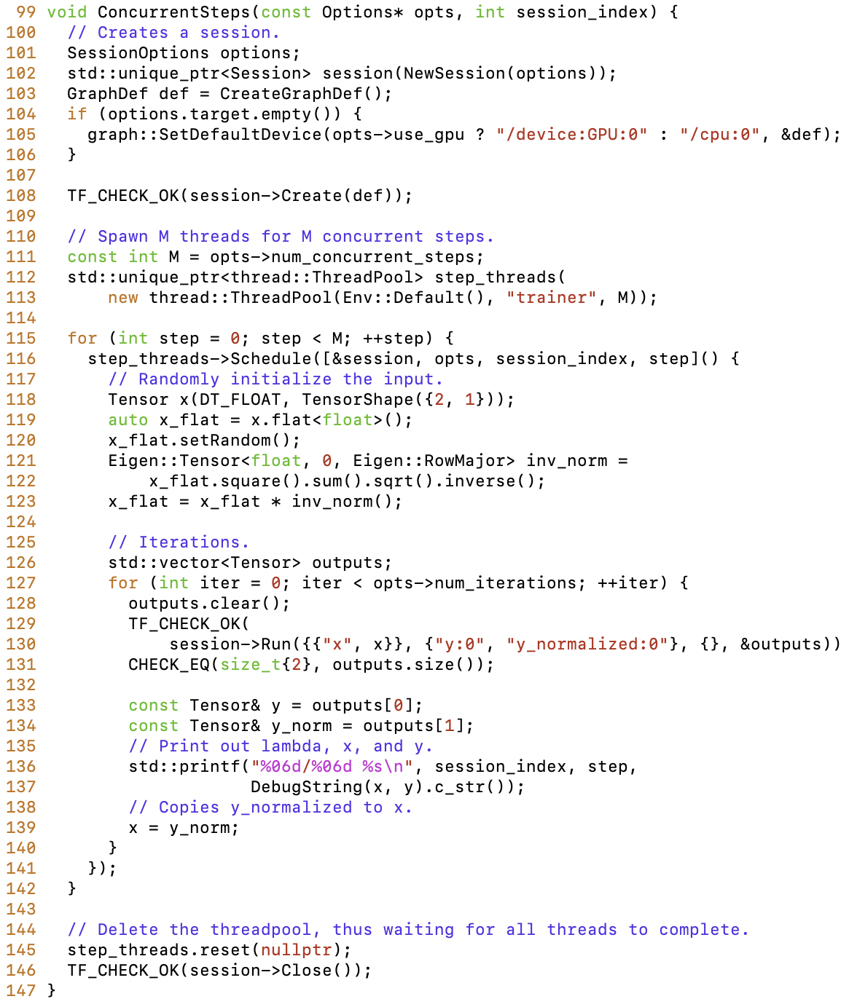 99 void ConcurrentSteps(const Options* opts, int session_index) {
100   // Creates a session.
101   SessionOptions options;
102   std::unique_ptr<Session> session(NewSession(options));
103   GraphDef def = CreateGraphDef();
104   if (options.target.empty()) {
105     graph::SetDefaultDevice(opts->use_gpu ? "/device:GPU:0" : "/cpu:0", &def);
106   }
107
108   TF_CHECK_OK(session->Create(def));
109
110   // Spawn M threads for M concurrent steps.
111   const int M = opts->num_concurrent_steps;
112   std::unique_ptr<thread::ThreadPool> step_threads(
113       new thread::ThreadPool(Env::Default(), "trainer", M));
114
115   for (int step = 0; step < M; ++step) {
116     step_threads->Schedule([&session, opts, session_index, step]() {
117       // Randomly initialize the input.
118       Tensor x(DT_FLOAT, TensorShape({2, 1}));
119       auto x_flat = x.flat<float>();
120       x_flat.setRandom();
121       Eigen::Tensor<float, 0, Eigen::RowMajor> inv_norm =
122           x_flat.square().sum().sqrt().inverse();
123       x_flat = x_flat * inv_norm();
124
125       // Iterations.
126       std::vector<Tensor> outputs;
127       for (int iter = 0; iter < opts->num_iterations; ++iter) {
128         outputs.clear();
129         TF_CHECK_OK(
130             session->Run({{"x", x}}, {"y:0", "y_normalized:0"}, {}, &outputs))
131         CHECK_EQ(size_t{2}, outputs.size());
132
133         const Tensor& y = outputs[0];
134         const Tensor& y_norm = outputs[1];
135         // Print out lambda, x, and y.
136         std::printf("%06d/%06d %s\n", session_index, step,
137                     DebugString(x, y).c_str());
138         // Copies y_normalized to x.
139         x = y_norm;
140       }
141     });
142   }
143
144   // Delete the threadpool, thus waiting for all threads to complete.
145   step_threads.reset(nullptr);
146   TF_CHECK_OK(session->Close());
147 }